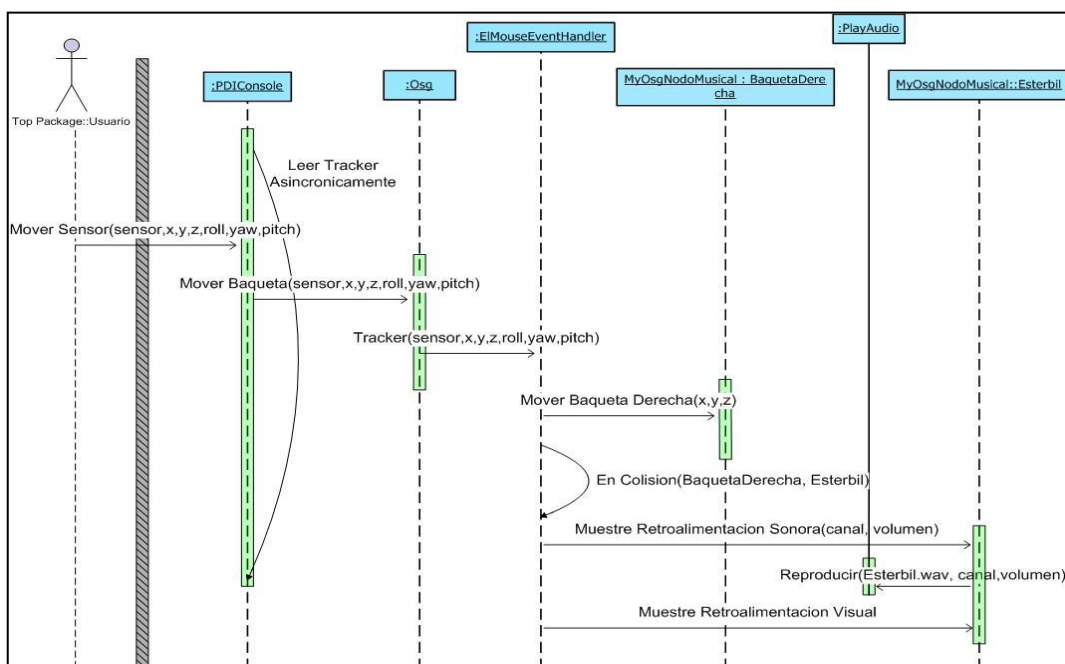 :ElMouseEventHandler
:PlayAudio
:PDIConsole
:Osg
MyOsgNodoMusical : BaquetaDere
cha
MyOsgNodoMusical::Esterbil
Top Package::Usuario
Leer Tracker
Asincronicamente
Mover Sensor(sensor,x,y,z,roll,yaw,pitch)
Mover Baqueta(sensor,x,y,z,roll,yaw,pitch)
Tracker(sensor,x,y,z,roll,yaw,pitch)
Mover Baqueta Derecha(x,y,z)
En Colision(BaquetaDerecha, Esterbil)
Muestre Retroalimentacion Sonora(canal, volumen)
Reproducir(Esterbil.wav, canal,volumen)
Muestre Retroalimentacion Visual